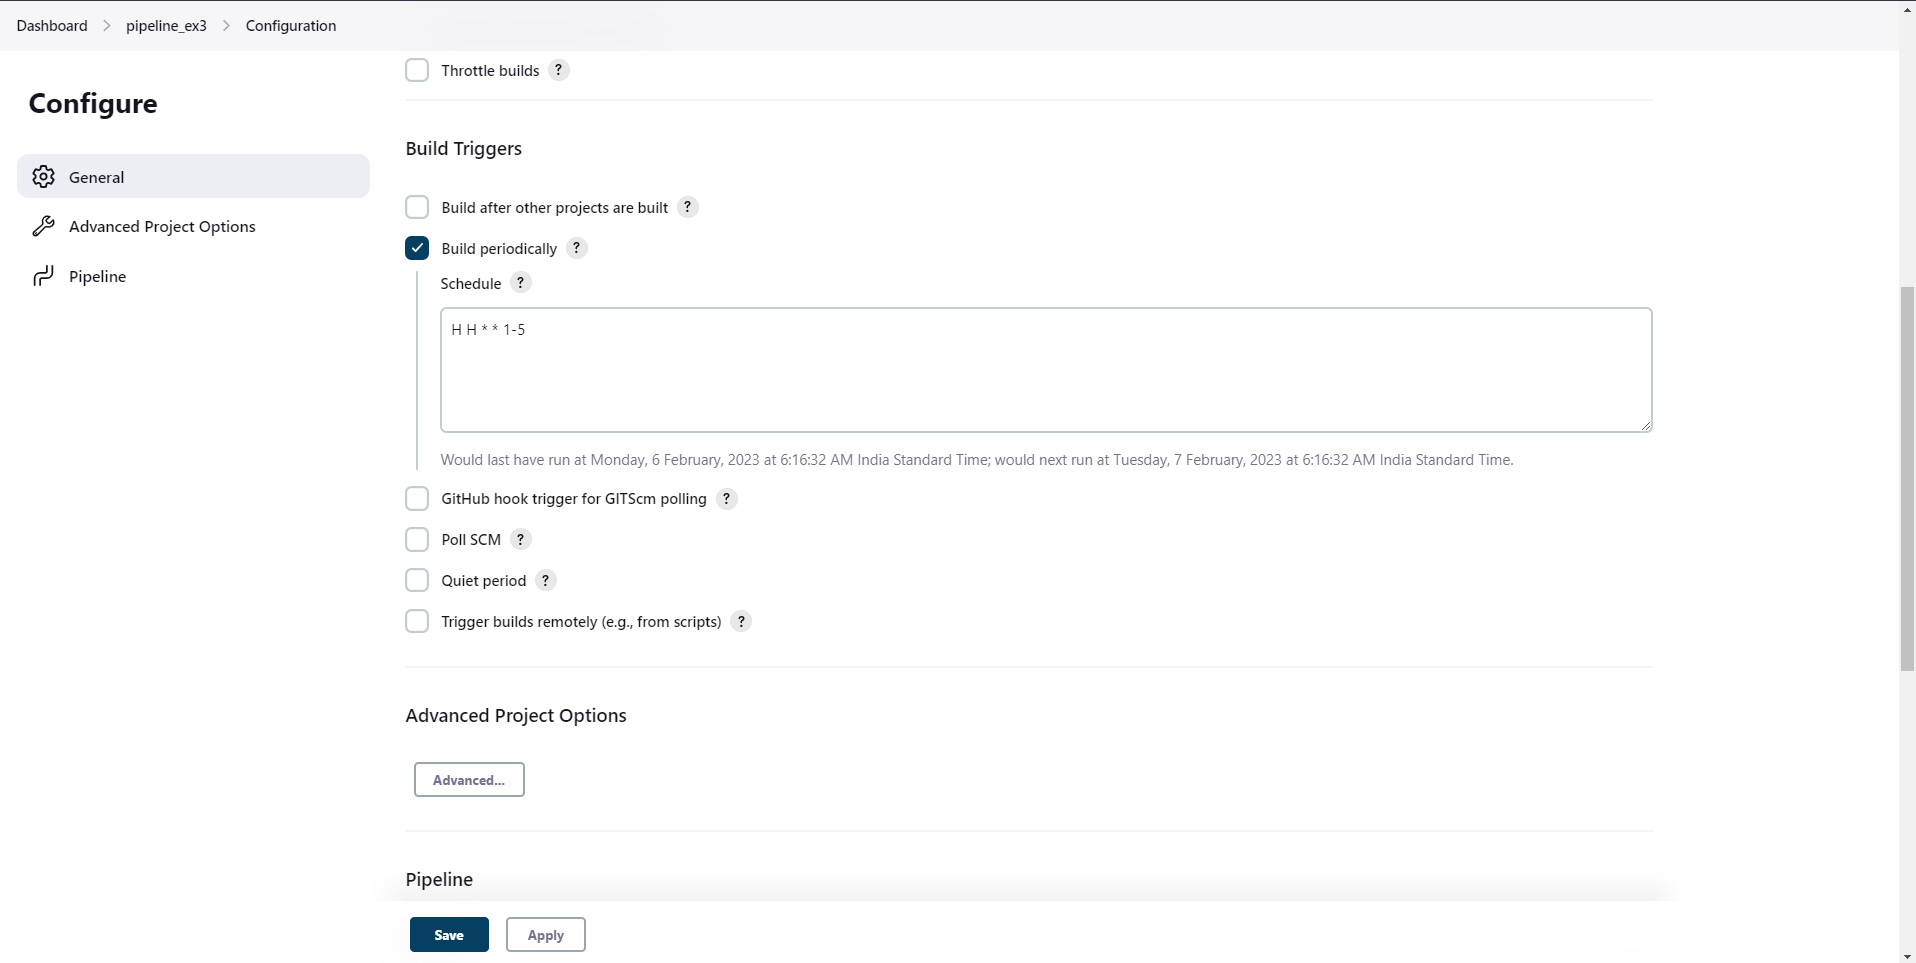 Dashboard > pipeline_ex3 > Configuration
Configure
General
Advanced Project Options
Pipeline
Throttle builds ?
Build Triggers
Build after other projects are built ?
Build periodically ?
Schedule ?
H H * * 1-5
Would last have run at Monday, 6 February, 2023 at 6:16:32 AM India Standard Time; would next run at Tuesday, 7 February, 2023 at 6:16:32 AM India Standard Time.
GitHub hook trigger for GITScm polling ?
Poll SCM ?
Quiet period ?
Trigger builds remotely (e.g., from scripts) ?
Advanced Project Options
Advanced...
Pipeline
Save Apply